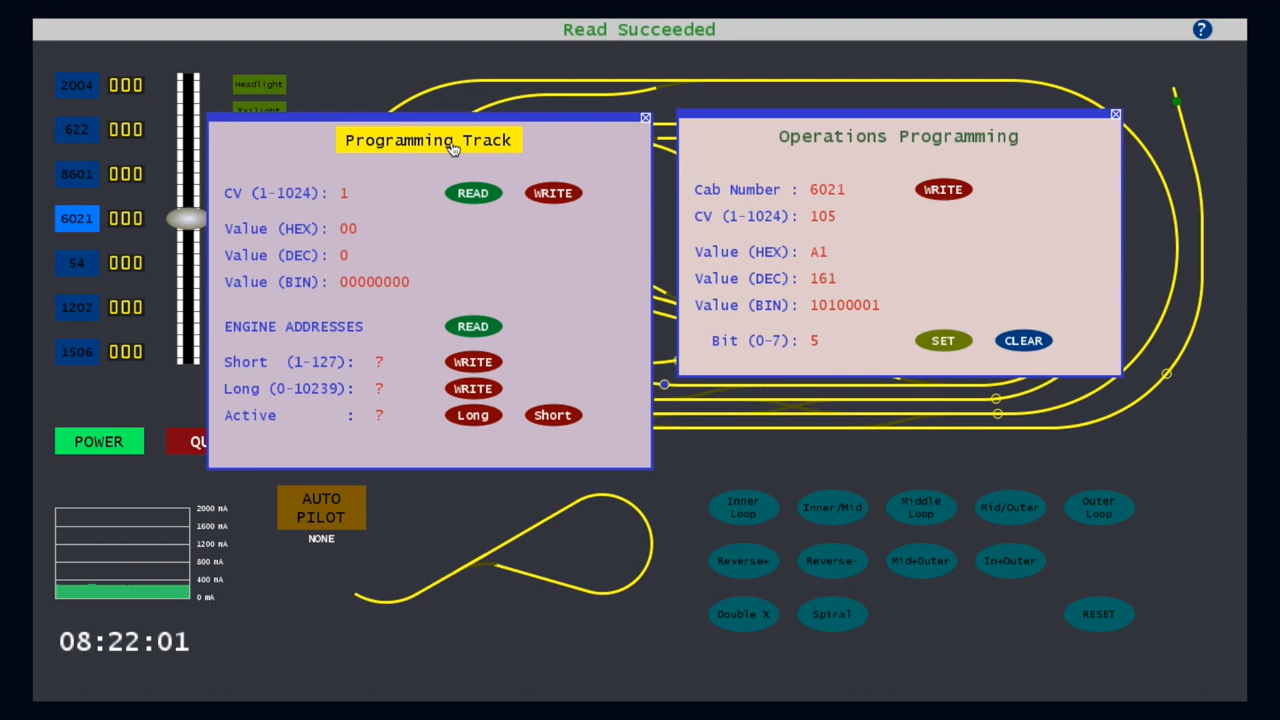 Read Succeeded
?
2004 000
Headlight
Taillight
622 000
8601 000
6021 000
54 000
1202 000
1506 000
Programming Track
CV (1-1024): 1 READ WRITE
Value (HEX): 00
Value (DEC): 0
Value (BIN): 00000000
ENGINE ADDRESSES READ
Short (1-127): ? WRITE
Long (0-10239): ? WRITE
Active : ? Long Short
Operations Programming
Cab Number : 6021 WRITE
CV (1-1024): 105
Value (HEX): A1
Value (DEC): 161
Value (BIN): 10100001
Bit (0-7): 5 SET CLEAR
POWER QU
2000 mA
1600 mA
1200 mA
800 mA
400 mA
0 mA
AUTO
PILOT
NONE
08:22:01
Inner
Loop
Inner/Mid
Middle
Loop
Mid/Outer
Outer
Loop
Reverse+
Reverse-
Mid+Outer
In+Outer
Double X
Spiral
RESET